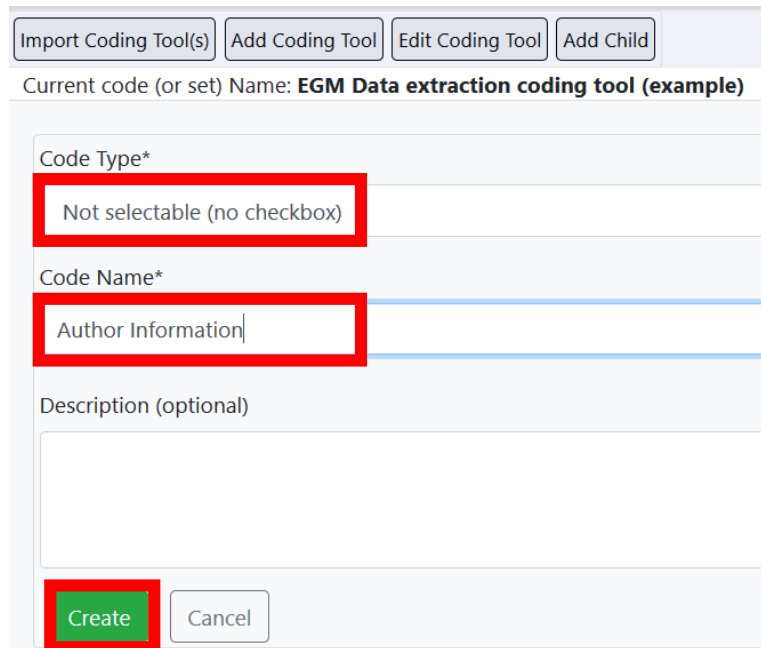 Import Coding Tool(s) Add Coding Tool Edit Coding Tool Add Child
Current code (or set) Name: EGM Data extraction coding tool (example)
Code Type*
Not selectable (no checkbox)
Code Name*
Author Information
Description (optional)
Create Cancel